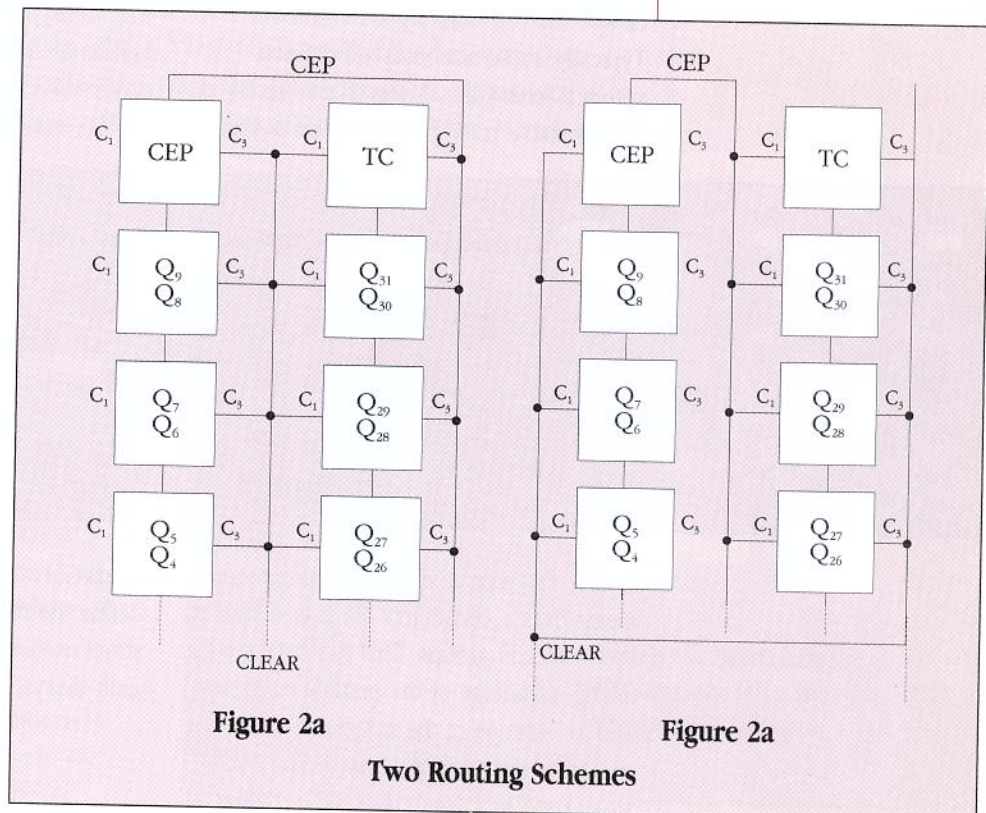 CEP
CEP
C₁ CEP C₃ C₁ TC C₃
C₁ CEP C₃ C₁ TC C₃
C₁ Q₉ C₃ C₁ Q₃₁ C₃
Q₈ Q₃₀
C₁ Q₉ C₃ C₁ Q₃₁ C₃
Q₈ Q₃₀
C₁ Q₇ C₃ C₁ Q₂₉ C₃
Q₆ Q₂₈
C₁ Q₇ C₃ C₁ Q₂₉ C₃
Q₆ Q₂₈
C₁ Q₅ C₃ C₁ Q₂₇ C₃
Q₄ Q₂₆
C₁ Q₅ C₃ C₁ Q₂₇ C₃
Q₄ Q₂₆
CLEAR
CLEAR
Figure 2a
Figure 2a
Two Routing Schemes